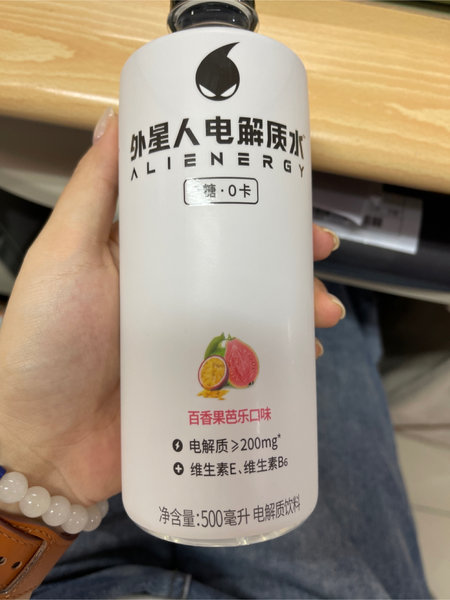 外星人电解质水
ALIENERGY
糖·0卡
百香果芭乐口味
电解质≥200mg*
维生素E、维生素B6
净含量:500毫升 电解质饮料